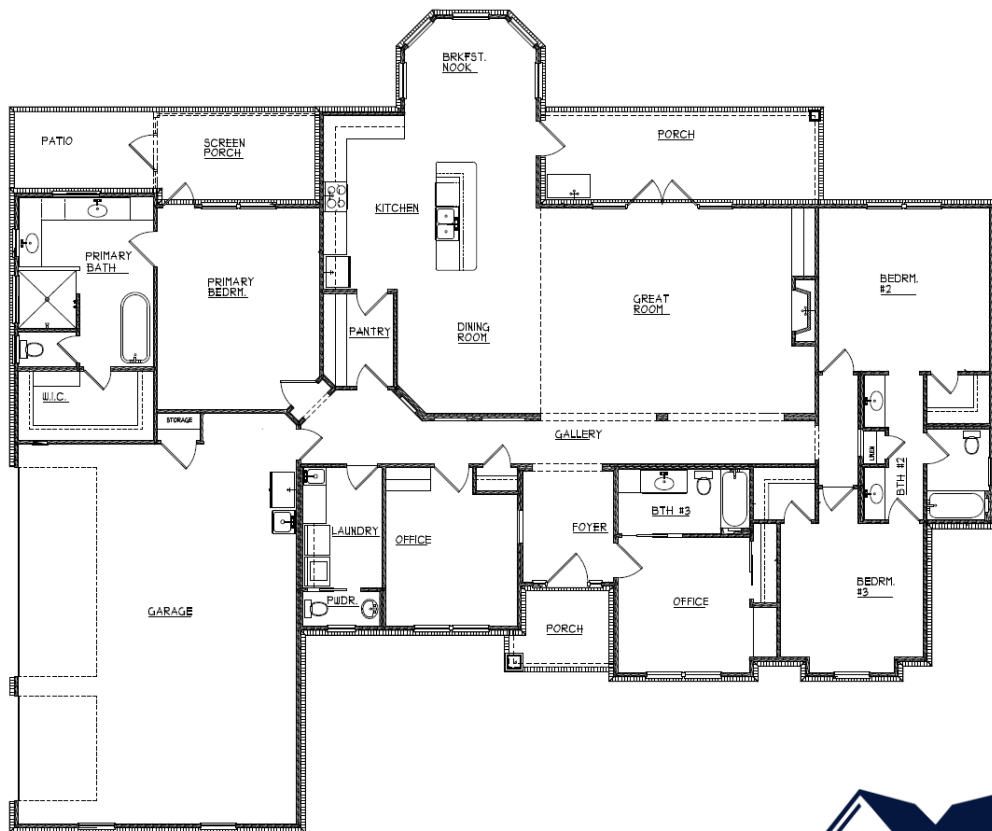 BRKFST.
NOOK
PATIO
SCREEN
PORCH
PORCH
KITCHEN
PRIMARY
BATH
PRIMARY
BEDRM.
BEDRM.
#2
GREAT
ROOM
PANTRY
DINING
ROOM
W.I.C.
STORAGE
GALLERY
LINEN
BTH #2
LAUNDRY
OFFICE
FOYER
BTH #3
BEDRM.
#3
PWDR.
OFFICE
GARAGE
PORCH